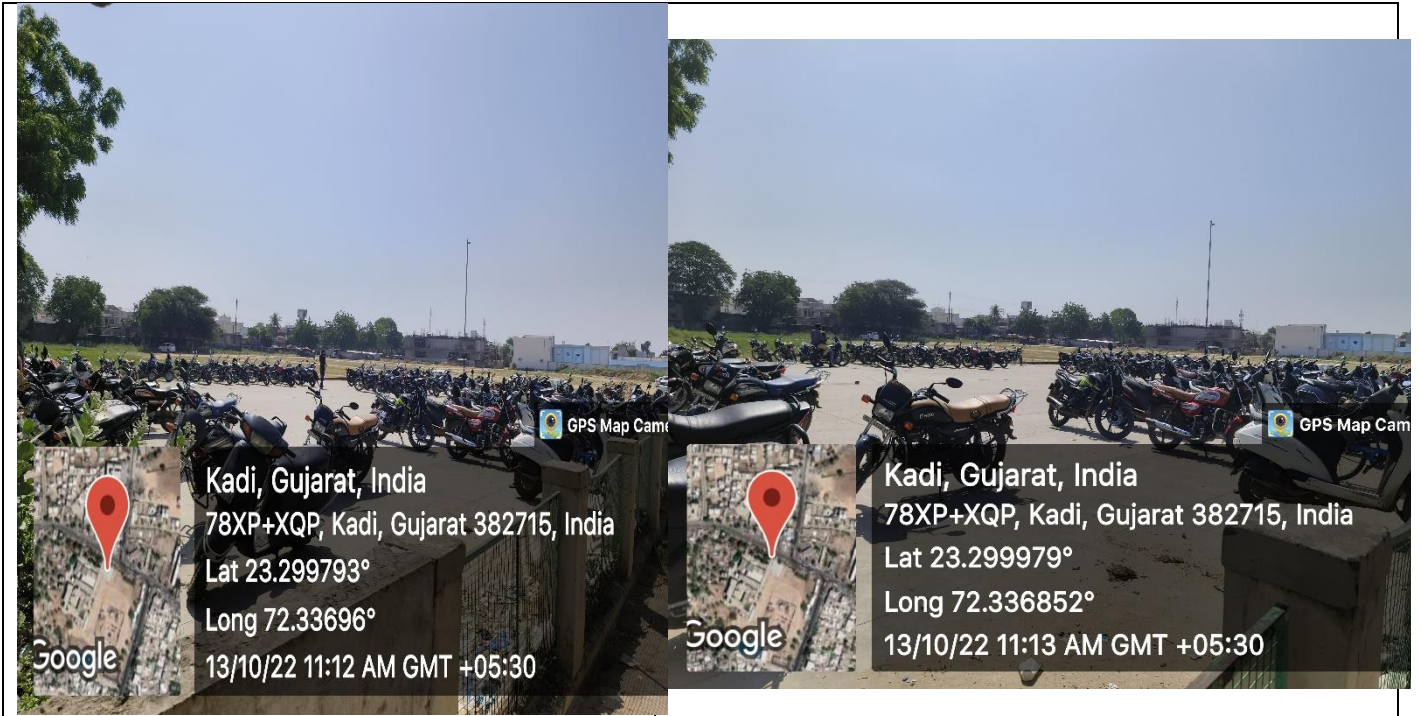 GPS Map Came
Kadi, Gujarat, India
78XP+XQP, Kadi, Gujarat 382715, India
Lat 23.299793°
Long 72.33696°
13/10/22 11:12 AM GMT +05:30
Google
GPS Map Cam
Kadi, Gujarat, India
78XP+XQP, Kadi, Gujarat 382715, India
Lat 23.299979°
Long 72.336852°
13/10/22 11:13 AM GMT +05:30
Google